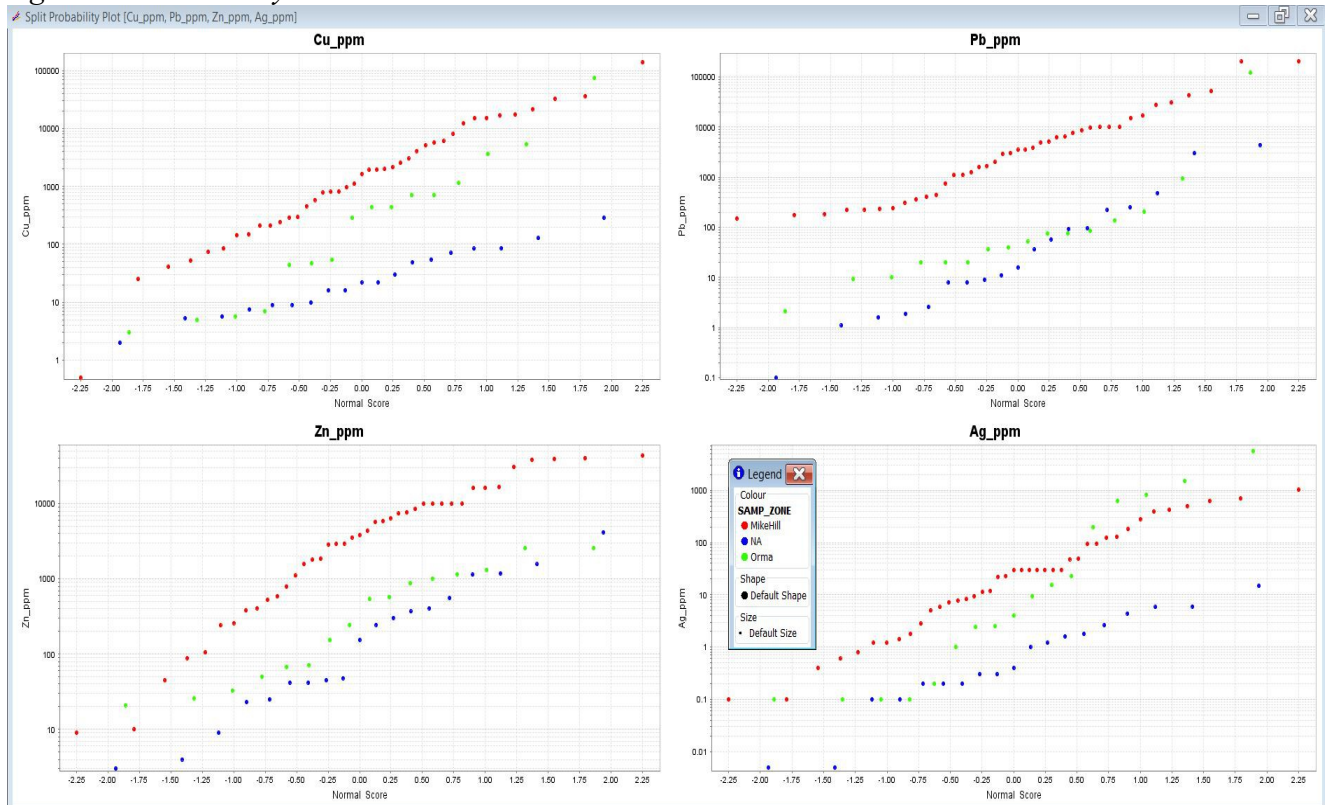 Split Probability Plot [Cu_ppm, Pb_ppm, Zn_ppm, Ag_ppm]
Cu_ppm
100000
10000
1000
100
10
1
Cu_ppm
-2.25 -2.00 -1.75 -1.50 -1.25 -1.00 -0.75 -0.50 -0.25 0.00 0.25 0.50 0.75 1.00 1.25 1.50 1.75 2.00 2.25
Normal Score
Pb_ppm
100000
10000
1000
100
10
1
0.1
Pb_ppm
-2.25 -2.00 -1.75 -1.50 -1.25 -1.00 -0.75 -0.50 -0.25 0.00 0.25 0.50 0.75 1.00 1.25 1.50 1.75 2.00 2.25
Normal Score
Zn_ppm
10000
1000
100
10
Zn_ppm
-2.25 -2.00 -1.75 -1.50 -1.25 -1.00 -0.75 -0.50 -0.25 0.00 0.25 0.50 0.75 1.00 1.25 1.50 1.75 2.00 2.25
Normal Score
Ag_ppm
1000
100
10
1
0.1
0.01
Ag_ppm
-2.25 -2.00 -1.75 -1.50 -1.25 -1.00 -0.75 -0.50 -0.25 0.00 0.25 0.50 0.75 1.00 1.25 1.50 1.75 2.00 2.25
Normal Score
Legend
Colour
SAMP_ZONE
MikeHill
NA
Orma
Shape
Default Shape
Size
Default Size